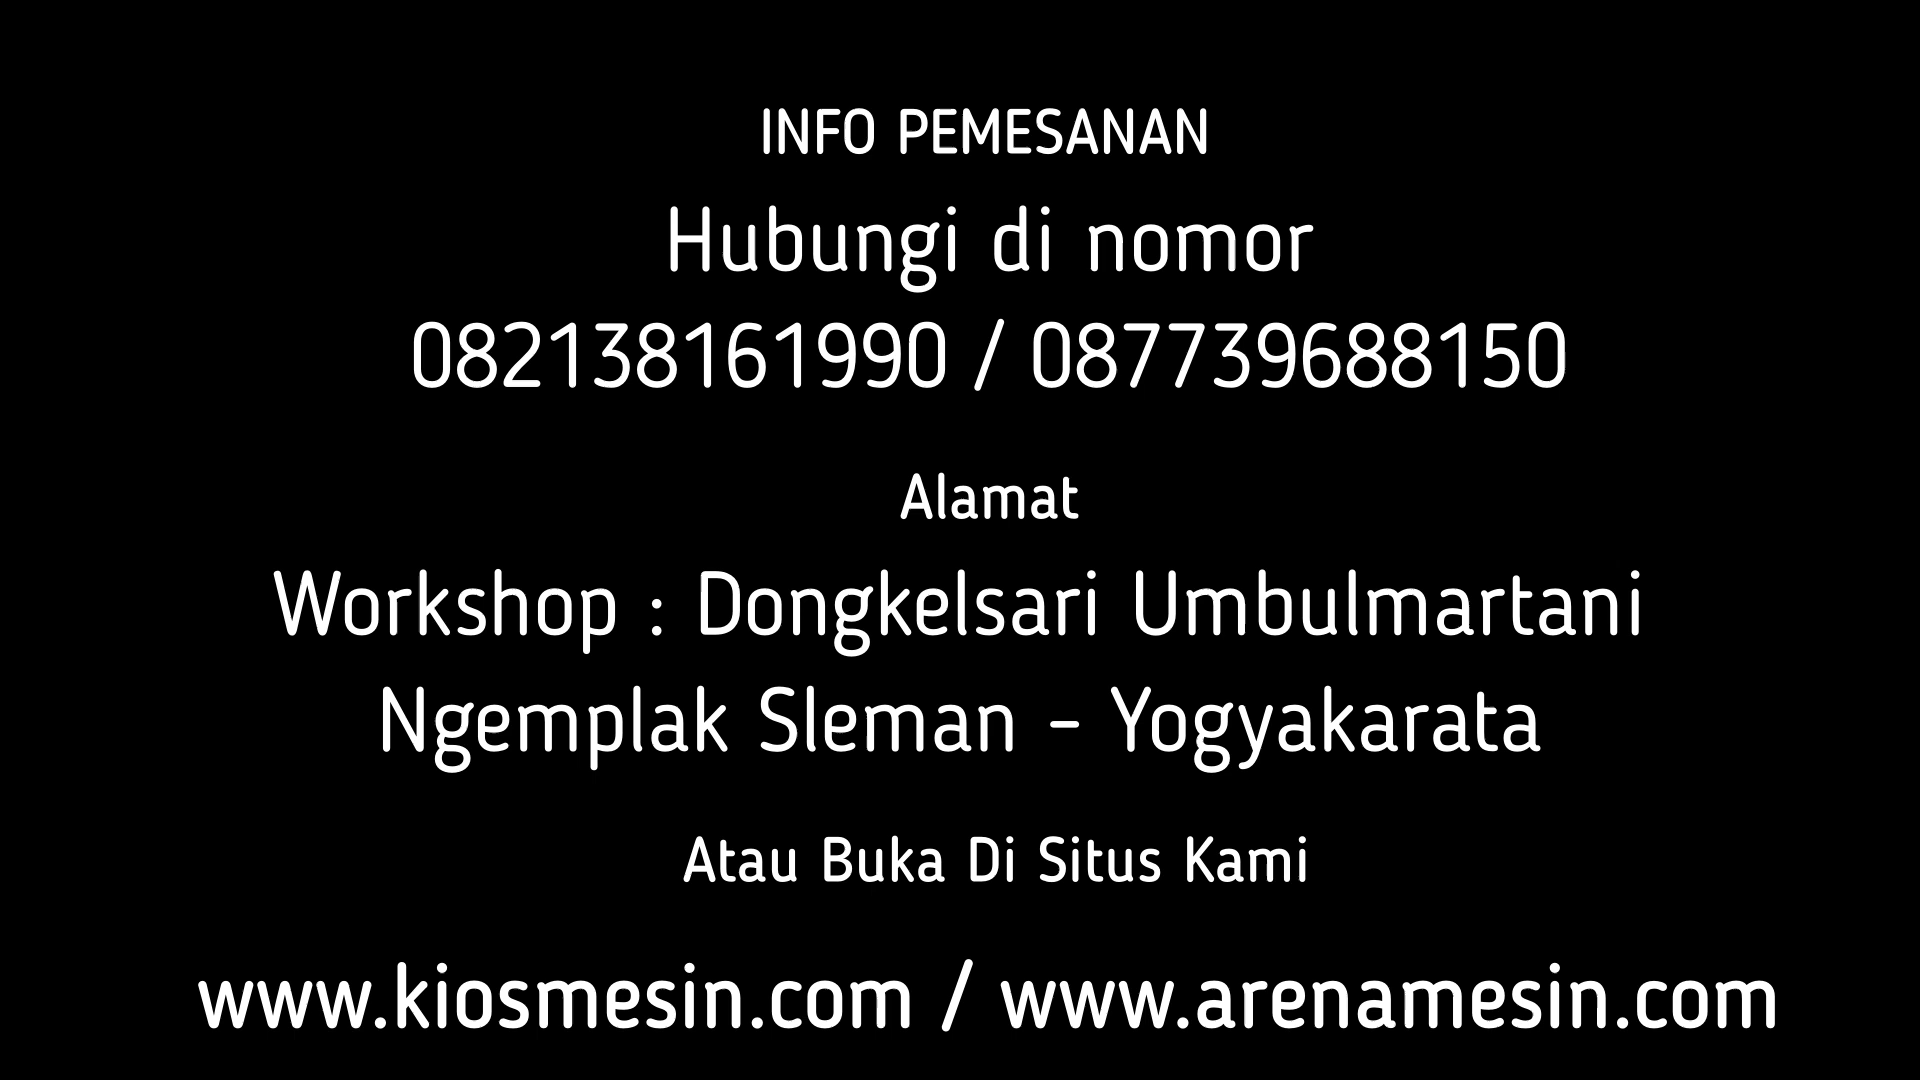 INFO PEMESANAN
Hubungi di nomor
082138161990 / 087739688150
Alamat
Workshop : Dongkelsari Umbulmartani
Ngemplak Sleman - Yogyakarata
Atau Buka Di Situs Kami
www.kiosmesin.com / www.arenamesin.com